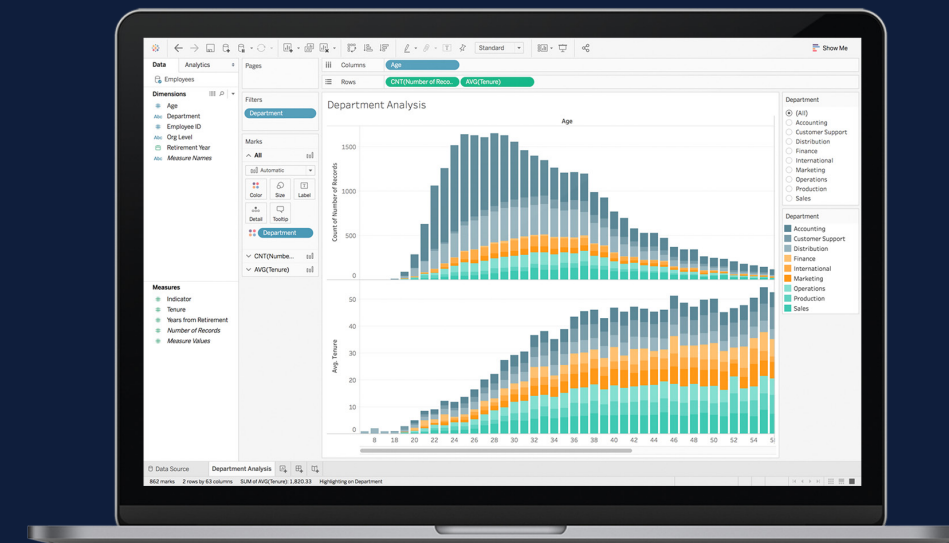 Standard
Show Me
Data
Analytics
Employees
Dimensions
Age
Abc Department
Employee ID
Abc Org Level
Retirement Year
Abc Measure Names
Measures
Indicator
Tenure
Years from Retirement
Number of Records
Measure Values
Pages
Filters
Department
Marks
All
Automatic
Color
Size
Label
Detail
Tooltip
Department
CNT(Numbe...
AVG(Tenure)
Columns
Age
Rows
CNT(Number of Reco..
AVG(Tenure)
Department Analysis
Age
Count of Number of Records
1500
1000
500
0
Avg. Tenure
50
40
30
20
10
0
8 18 20 22 24 26 28 30 32 34 36 38 40 42 44 46 48 50 52 54
Department
(All)
Accounting
Customer Support
Distribution
Finance
International
Marketing
Operations
Production
Sales
Department
Accounting
Customer Support
Distribution
Finance
International
Marketing
Operations
Production
Sales
Data Source
Department Analysis
862 marks 2 rows by 63 columns SUM of AVG(Tenure): 1,820.33 Highlighting on Department